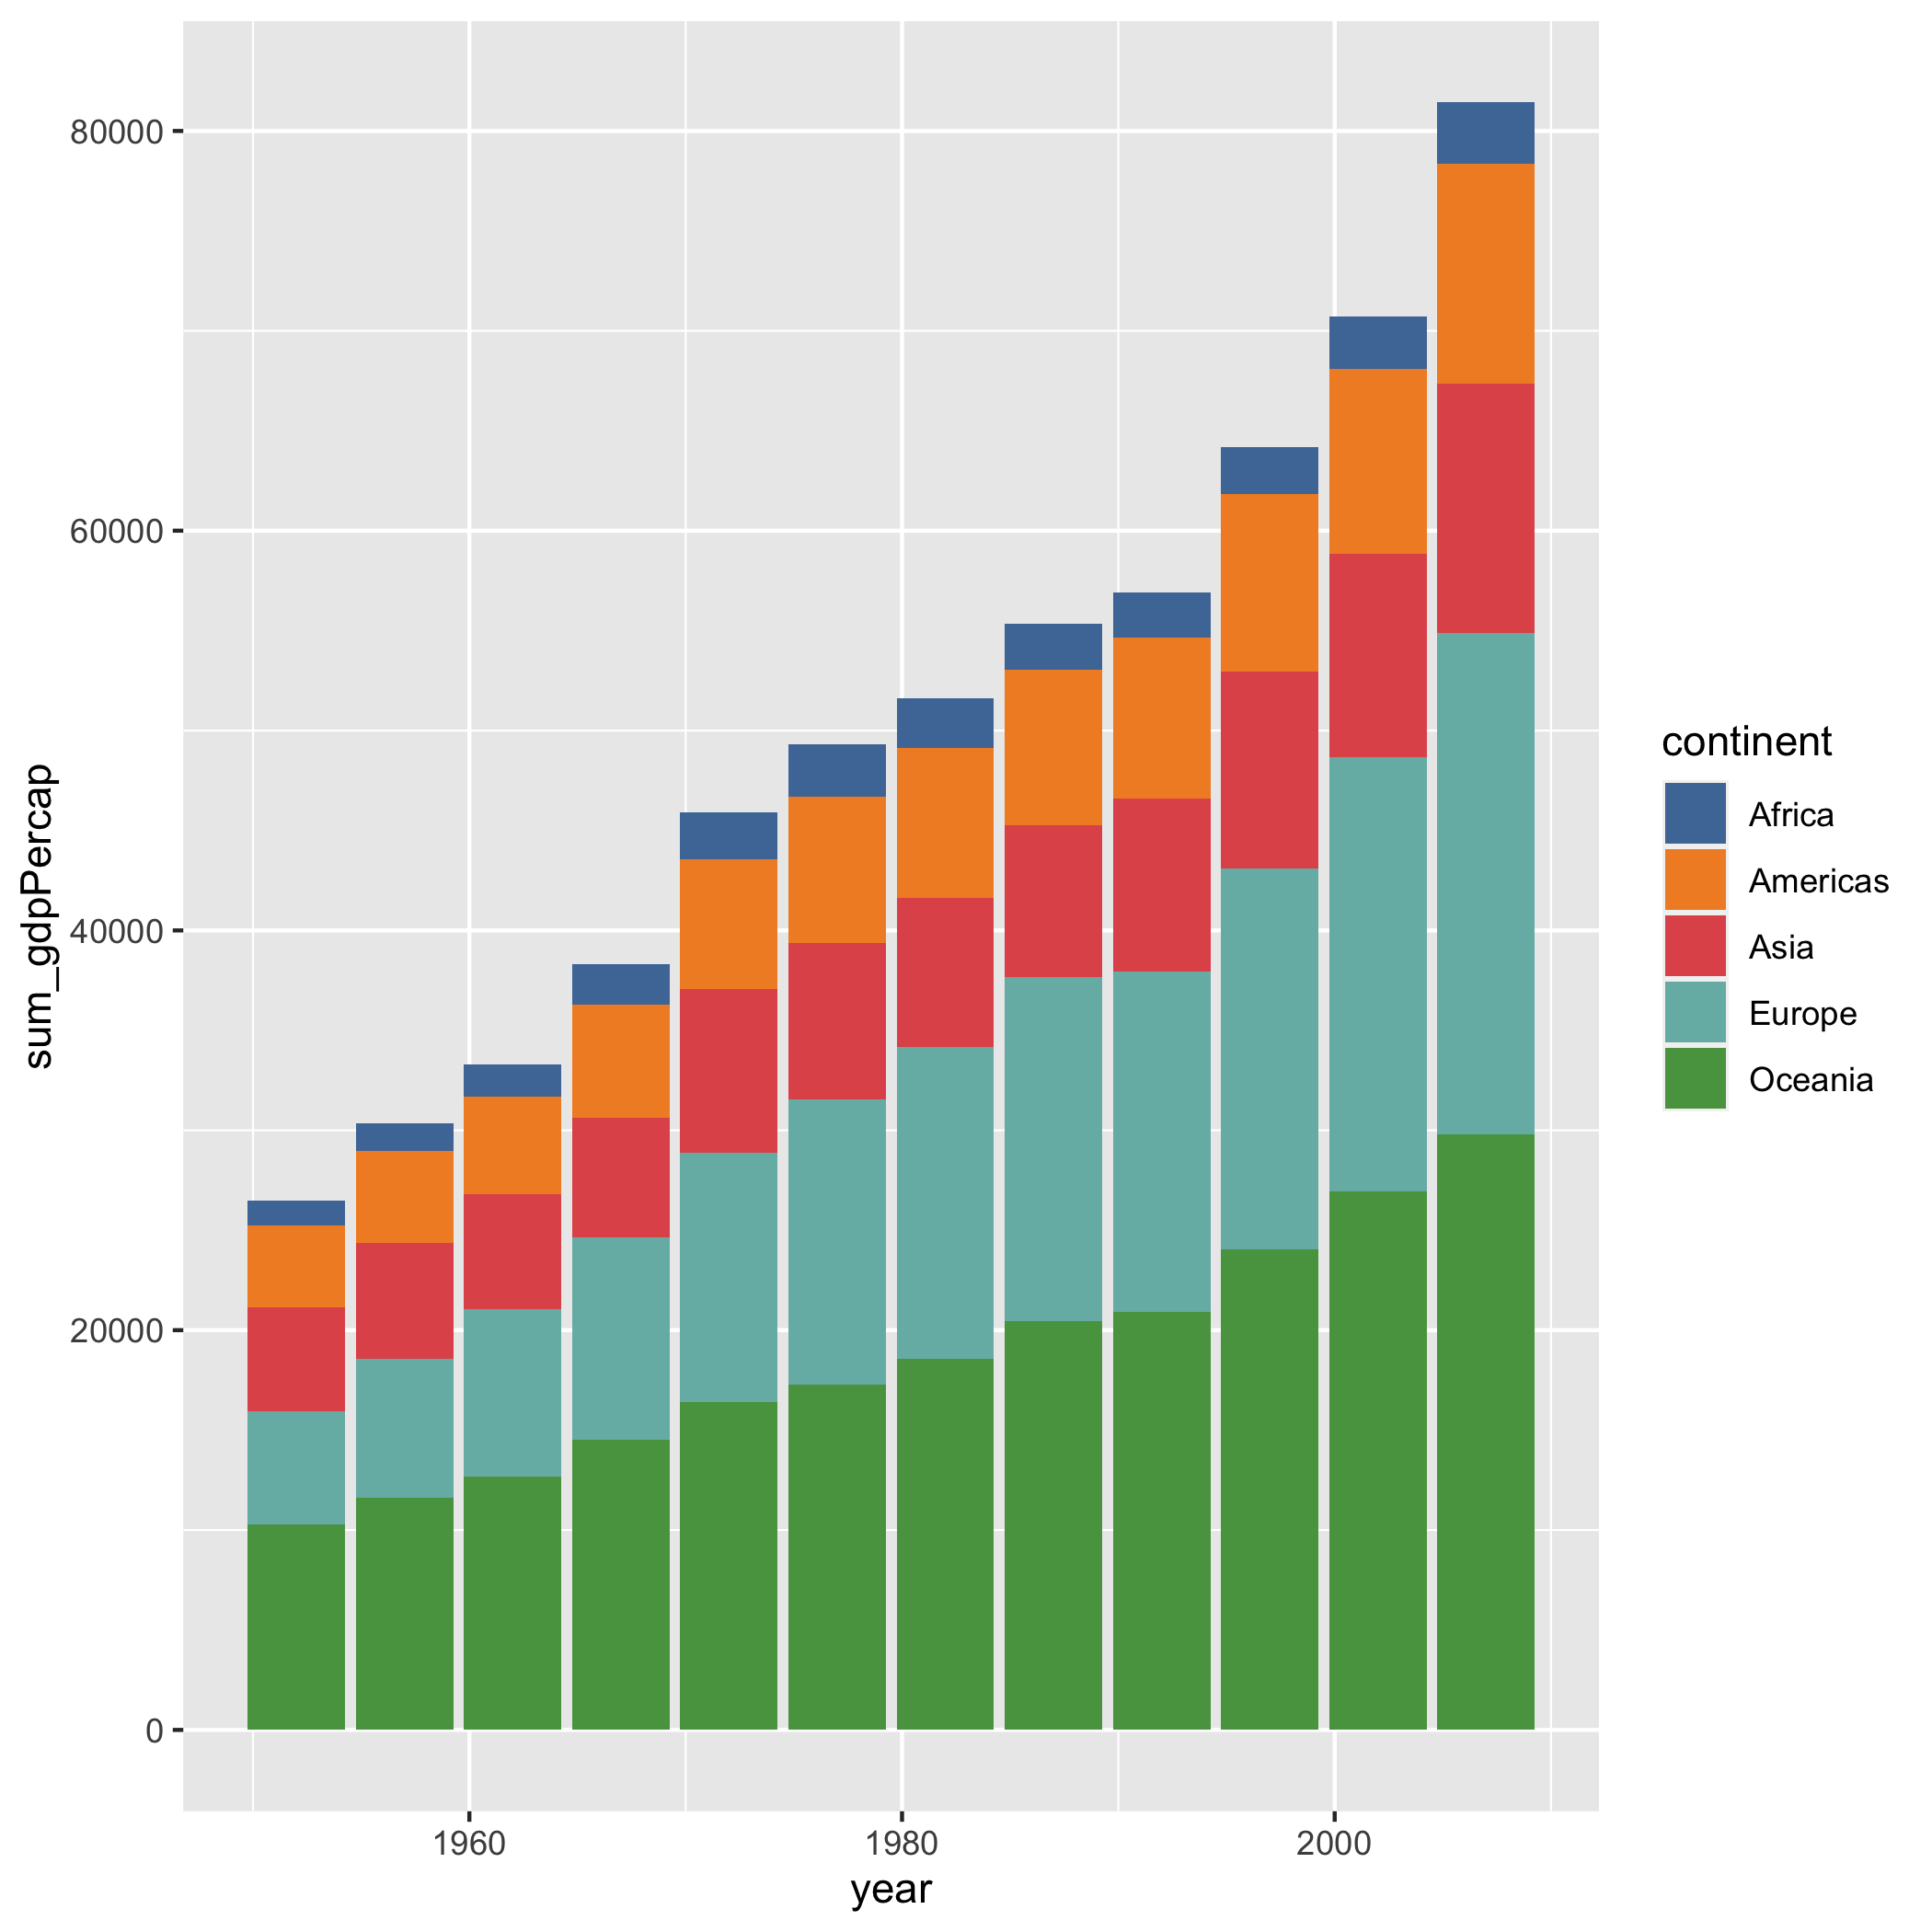 80000
60000
40000
20000
0
sum_gdpPercap
1960
1980
2000
year
continent
Africa
Americas
Asia
Europe
Oceania